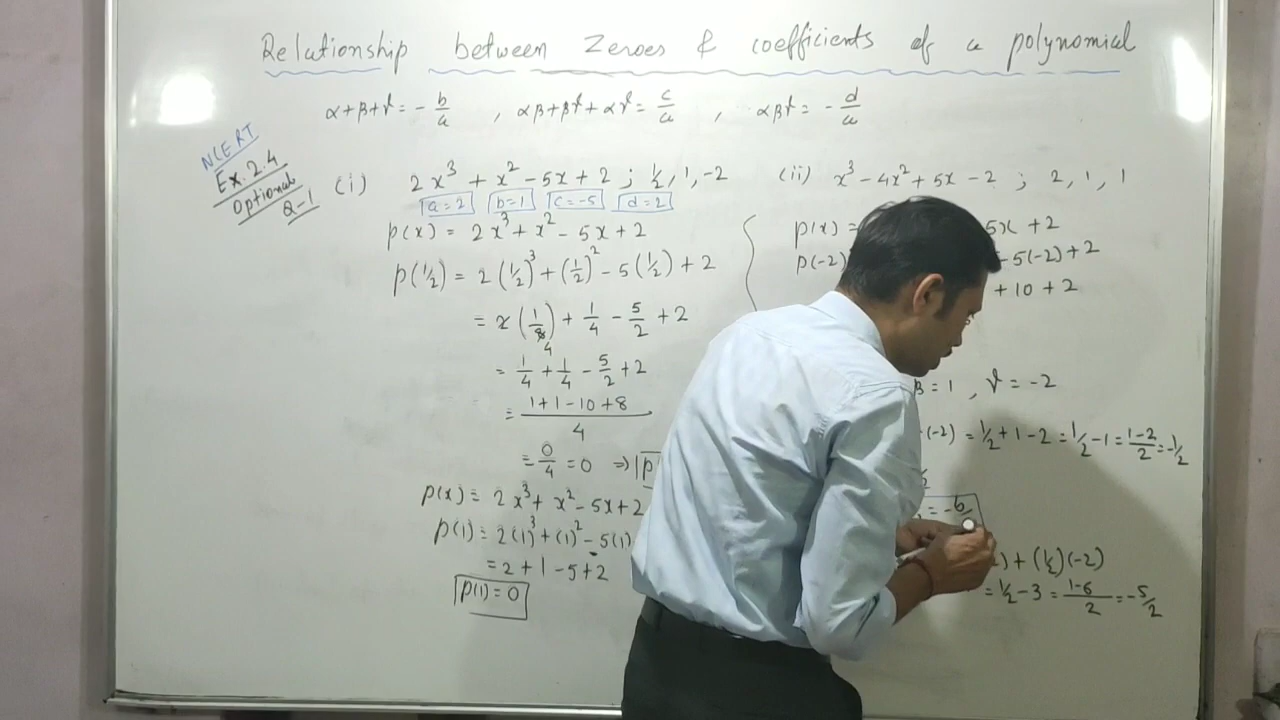 Relationship between Zeroes & coefficients of a polynomial
α+β+γ = -b/a , αβ+βγ+αγ = c/a , αβγ = -d/a
NCERT
Ex. 2.4
Optional
Q-1
(i) 2x³ + x² - 5x + 2 ; 1/2, 1, -2
a = 2 b = 1 c = -5 d = 2
p(x) = 2x³ + x² - 5x + 2
p(1/2) = 2(1/2)³ + (1/2)² - 5(1/2) + 2
= 2(1/8) + 1/4 - 5/2 + 2
4
= 1/4 + 1/4 - 5/2 + 2
= (1+1-10+8)/4
= 0/4 = 0 ⇒ p
p(x) = 2x³ + x² - 5x + 2
p(1) = 2(1)³ + (1)² - 5(1)
= 2 + 1 - 5 + 2
p(1) = 0
(ii) x³ - 4x² + 5x - 2 ; 2, 1, 1
p(x) = 5x + 2
p(-2) - 5(-2) + 2
+ 10 + 2
β = 1 , γ = -2
(-2) = 1/2 + 1 - 2 = 1/2 - 1 = (1-2)/2 = -1/2
= -b/
) + (1/2)(-2)
= 1/2 - 3 = (1-6)/2 = -5/2